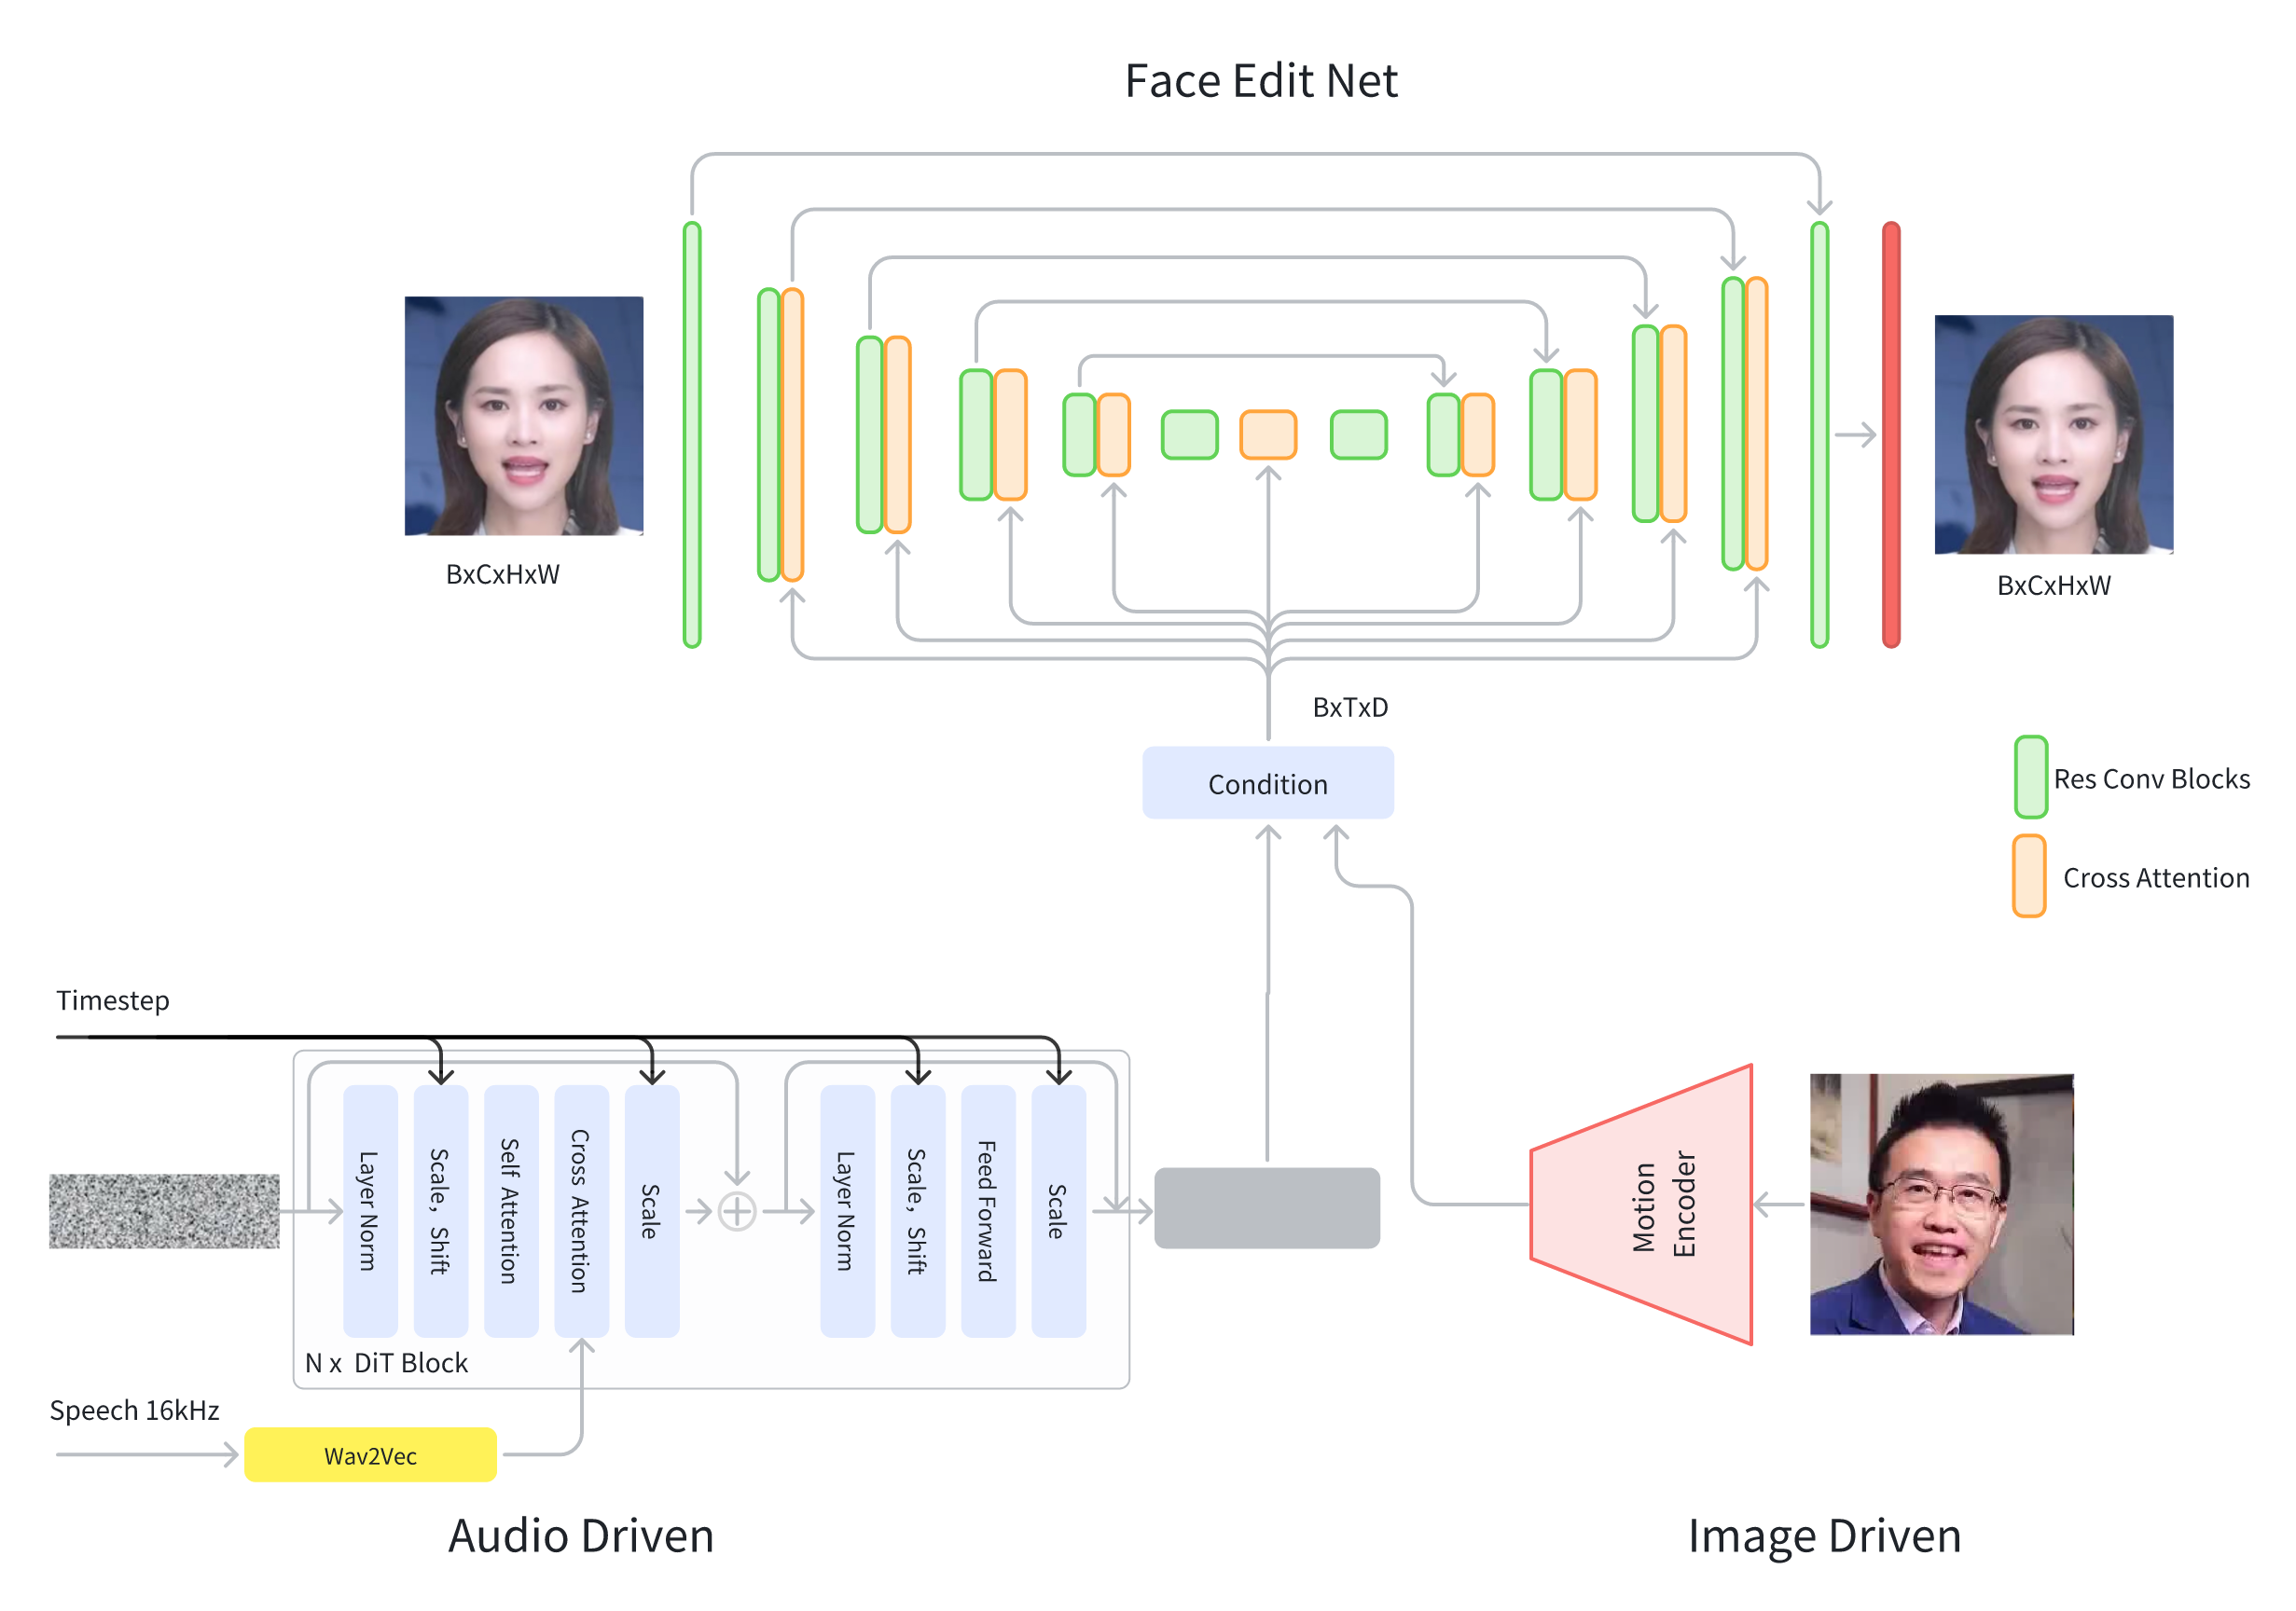 Face Edit Net
BxCxHxW
BxCxHxW
BxTxD
Condition
Res Conv Blocks
Cross Attention
Timestep
Layer Norm
Scale，Shift
Self Attention
Cross Attention
Scale
Layer Norm
Scale，Shift
Feed Forward
Scale
Motion
Encoder
N x DiT Block
Speech 16kHz
Wav2Vec
Audio Driven
Image Driven